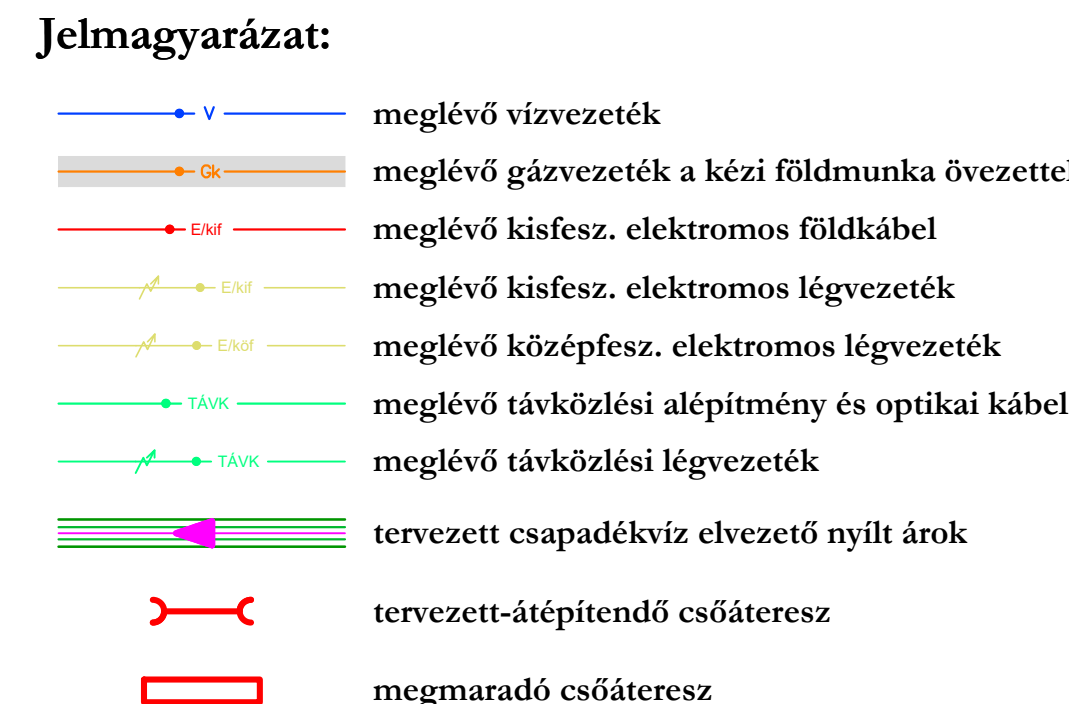 Jelmagyarázat:
V meglévő vízvezeték
Gk meglévő gázvezeték a kézi földmunka övezettel
E/kif meglévő kisfesz. elektromos földkábel
E/kif meglévő kisfesz. elektromos légvezeték
E/köf meglévő középfesz. elektromos légvezeték
TÁVK meglévő távközlési alépítmény és optikai kábel
TÁVK meglévő távközlési légvezeték
tervezett csapadékvíz elvezető nyílt árok
tervezett-átépítendő csőáteresz
megmaradó csőáteresz